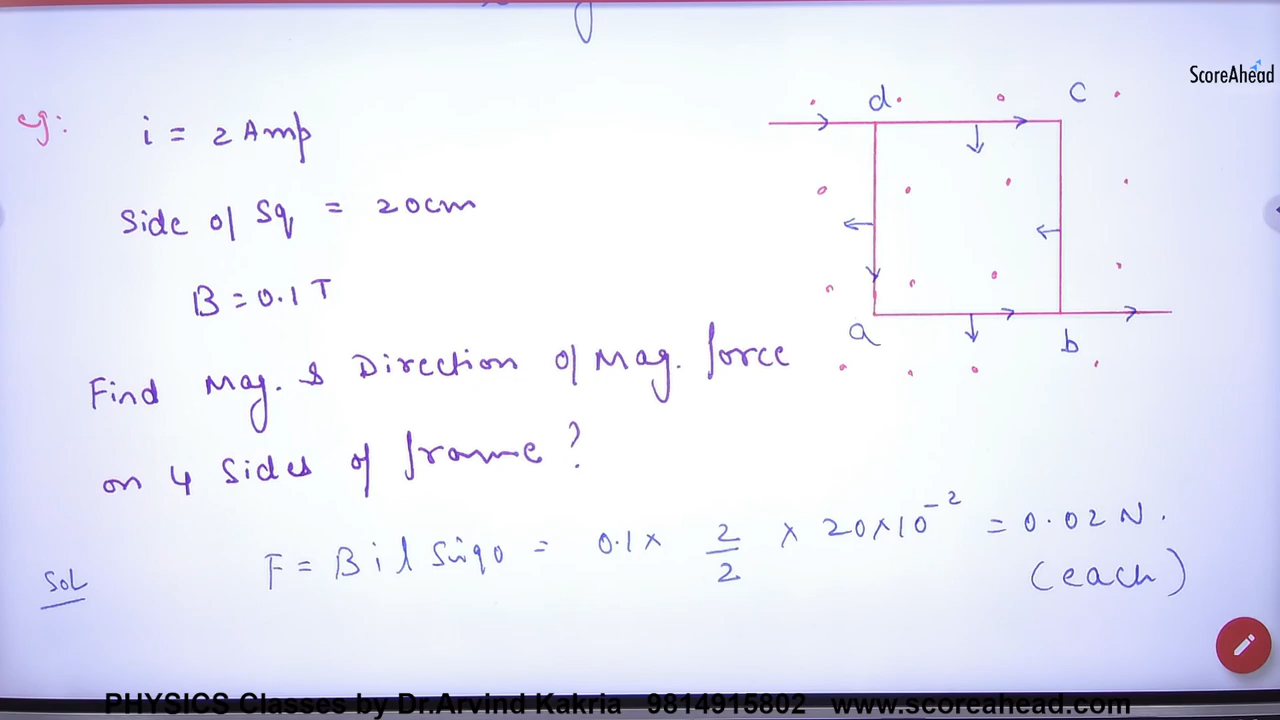 ScoreAhead
eg: i = 2 Amp
Side of Sq = 20cm
B = 0.1 T
Find Mag. & Direction of Mag. force
on 4 sides of frame?
d
c
a
b
Sol F = B i l Sin90 = 0.1 x 2/2 x 20x10⁻² = 0.02 N.
(each)
PHYSICS Classes by Dr.Arvind Kakria 9814915802 www.scoreahead.com